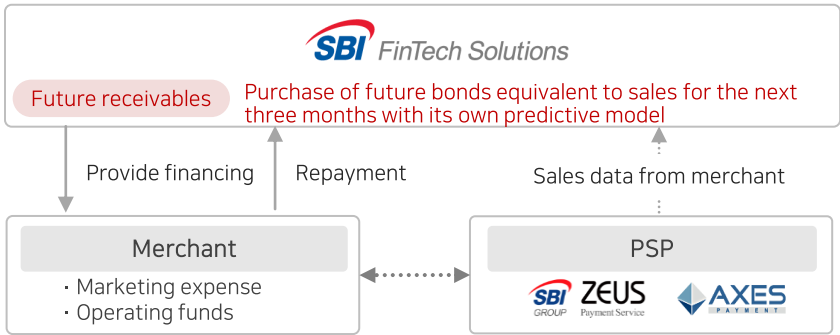 SBI FinTech Solutions
Future receivables
Purchase of future bonds equivalent to sales for the next
three months with its own predictive model
Provide financing
Repayment
Sales data from merchant
Merchant
· Marketing expense
· Operating funds
PSP
SBI
GROUP
ZEUS
Payment Service
AXES
PAYMENT